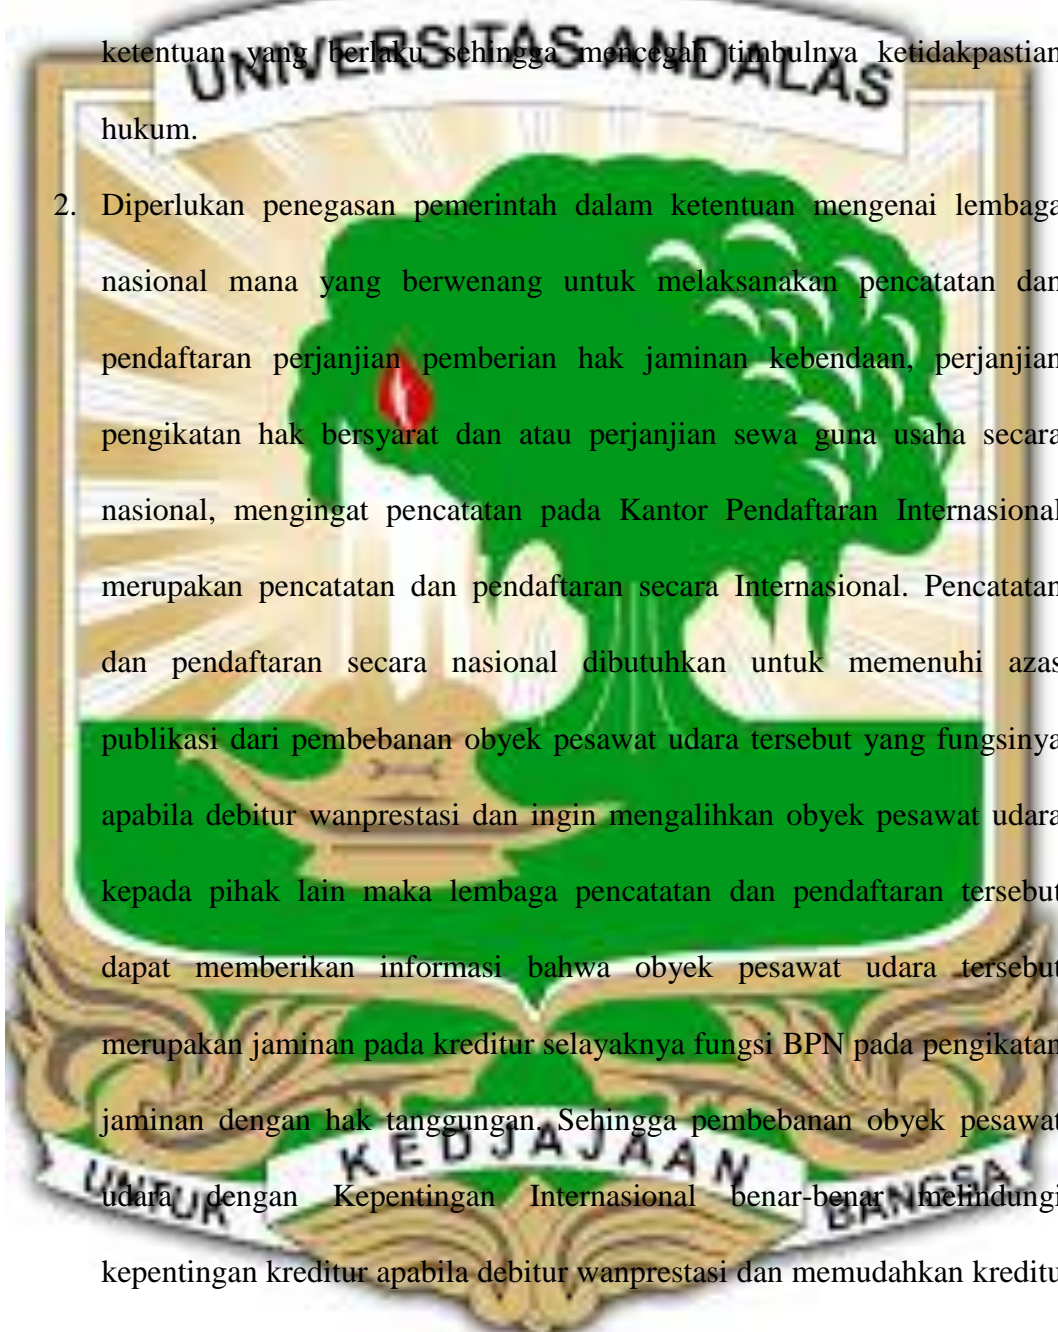 UNIVERSITAS ANDALAS
ketentuan yang berlaku sehingga mencegah timbulnya ketidakpastian
hukum.
2. Diperlukan penegasan pemerintah dalam ketentuan mengenai lembaga
nasional mana yang berwenang untuk melaksanakan pencatatan dan
pendaftaran perjanjian pemberian hak jaminan kebendaan, perjanjian
pengikatan hak bersyarat dan atau perjanjian sewa guna usaha secara
nasional, mengingat pencatatan pada Kantor Pendaftaran Internasional
merupakan pencatatan dan pendaftaran secara Internasional. Pencatatan
dan pendaftaran secara nasional dibutuhkan untuk memenuhi azas
publikasi dari pembebanan obyek pesawat udara tersebut yang fungsinya
apabila debitur wanprestasi dan ingin mengalihkan obyek pesawat udara
kepada pihak lain maka lembaga pencatatan dan pendaftaran tersebut
dapat memberikan informasi bahwa obyek pesawat udara tersebut
merupakan jaminan pada kreditur selayaknya fungsi BPN pada pengikatan
jaminan dengan hak tanggungan. Sehingga pembebanan obyek pesawat
udara dengan Kepentingan Internasional benar-benar melindungi
kepentingan kreditur apabila debitur wanprestasi dan memudahkan kreditu
UNTUK KEDJAJAAN BANGSA